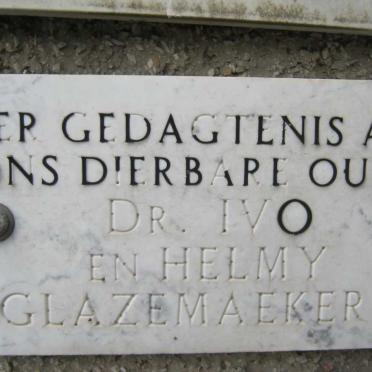 ER GEDAGTENIS A
NS DIERBARE OU
DR. IVO
EN HELMY
GLAZEMAEKER